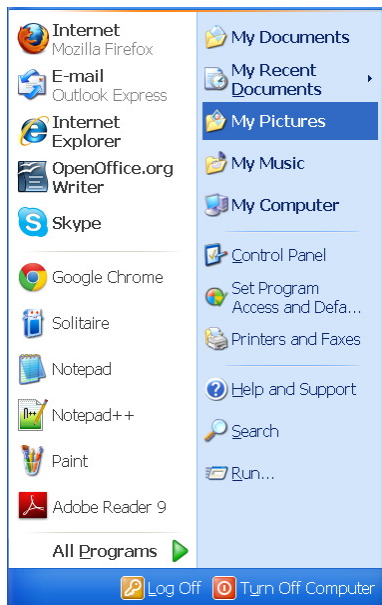 Internet
Mozilla Firefox
E-mail
Outlook Express
Internet
Explorer
OpenOffice.org
Writer
Skype
Google Chrome
Solitaire
Notepad
Notepad++
Paint
Adobe Reader 9
All Programs
My Documents
My Recent
Documents
My Pictures
My Music
My Computer
Control Panel
Set Program
Access and Defa...
Printers and Faxes
Help and Support
Search
Run...
Log Off
Turn Off Computer